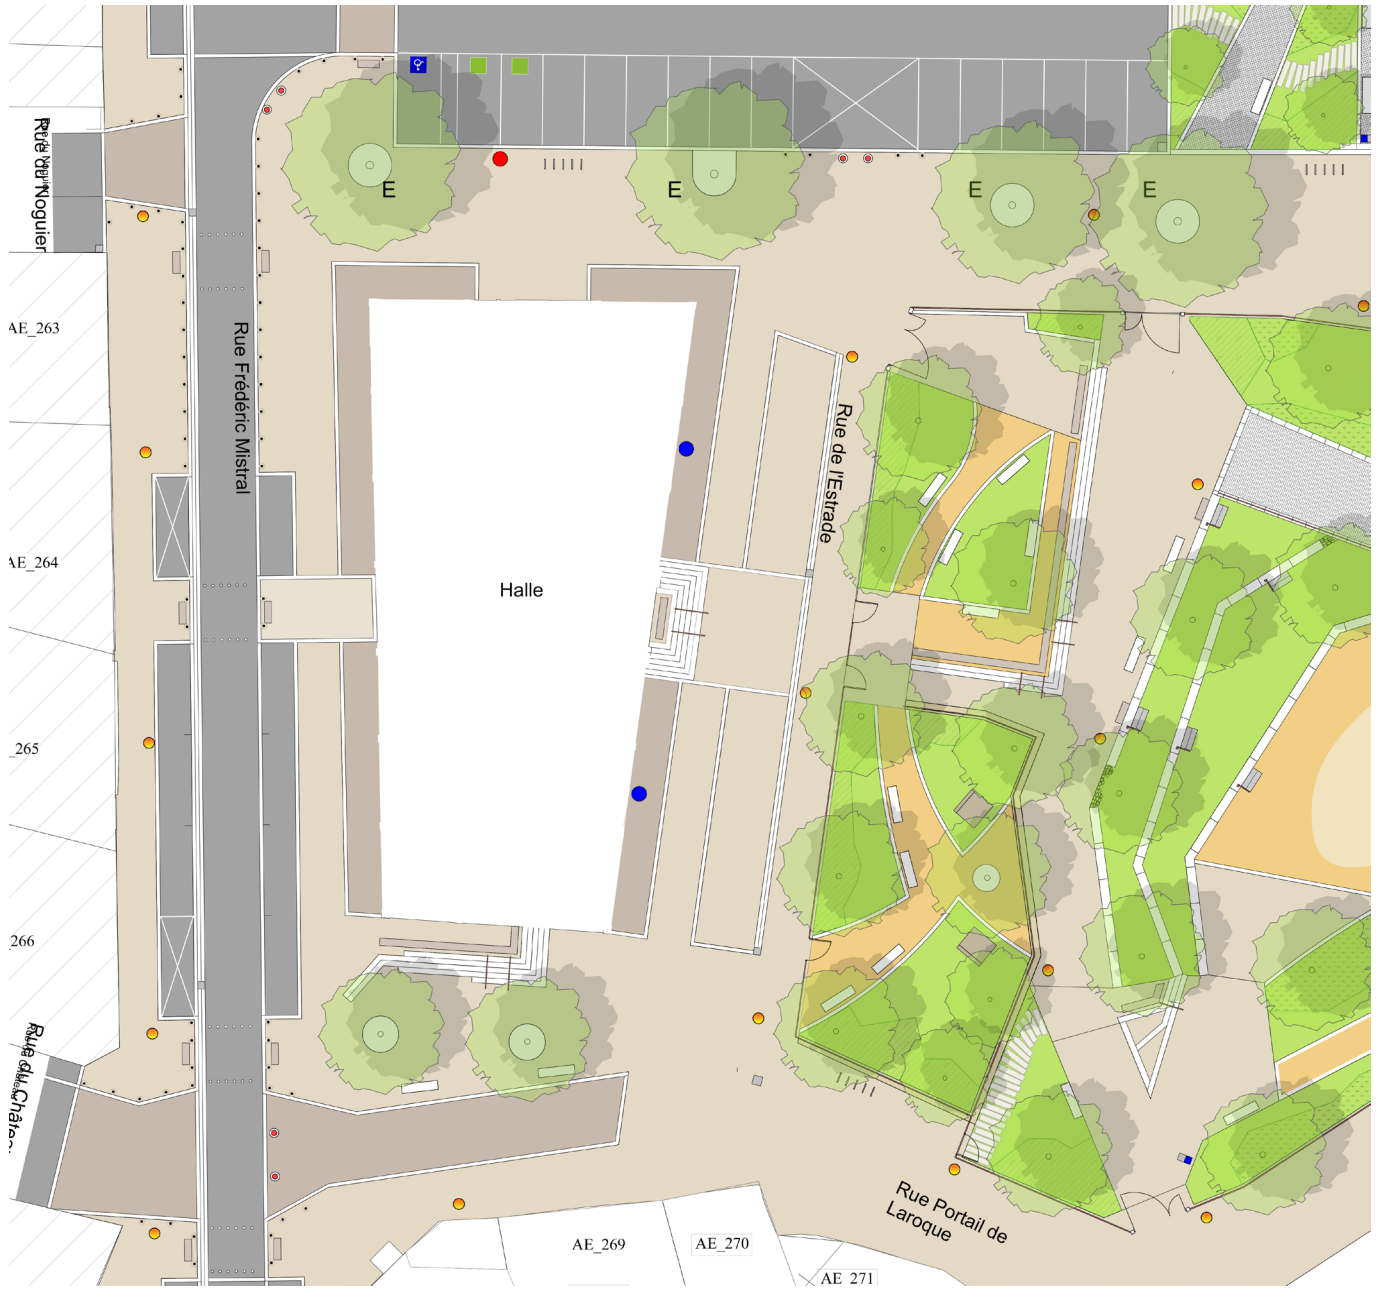 Rue du Noguier
E
E
E
E
AE_263
Rue Frédéric Mistral
Rue de l'Estrade
AE_264
Halle
_265
266
Rue du Châte
Rue Portail de
Laroque
AE_269
AE_270
AE_271